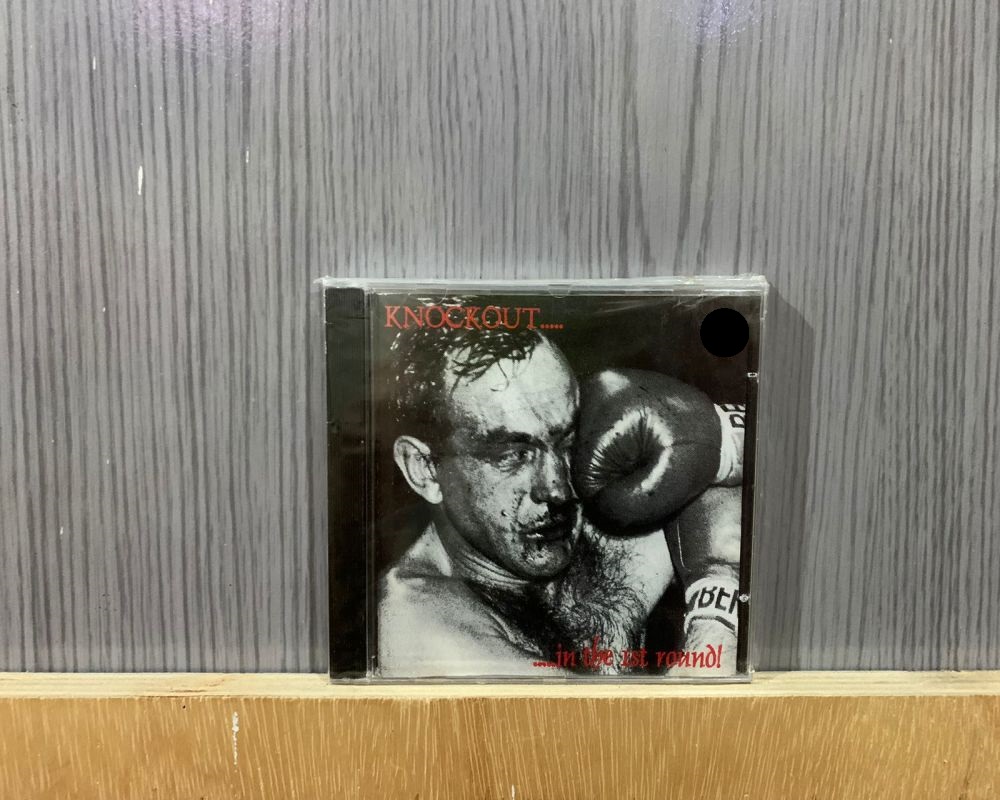 KNOCKOUT.....
.....in the 1st round!